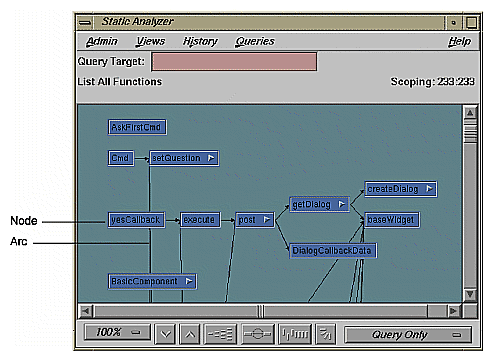 Static Analyzer
Admin Views History Queries Help
Query Target:
List All Functions Scoping: 233:233
AskFirstCmd
Cmd setQuestion
getDialog createDialog
Node yesCallback execute post baseWidget
Arc
DialogCallbackData
BasicComponent
100% Query Only